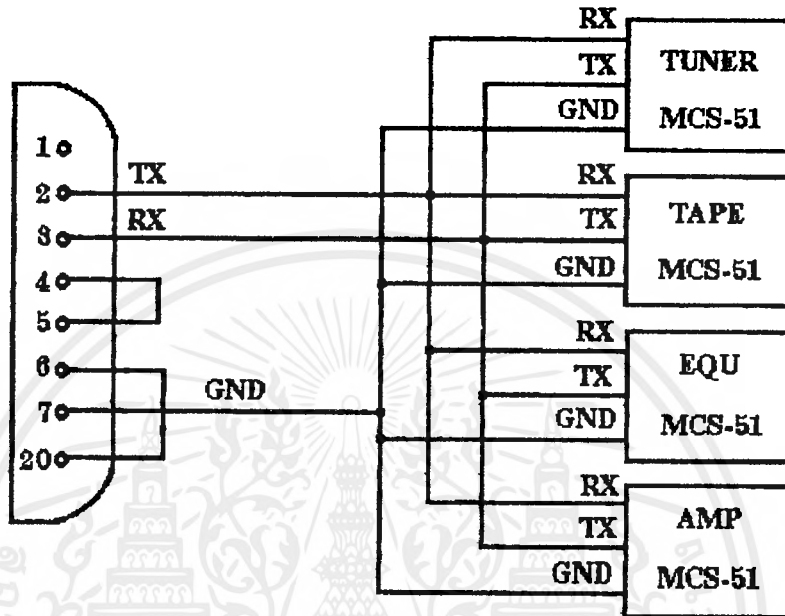 1
2 TX
3 RX
4
5
6
7 GND
20
RX
TX
GND
TUNER
MCS-51
RX
TX
GND
TAPE
MCS-51
RX
TX
GND
EQU
MCS-51
RX
TX
GND
AMP
MCS-51